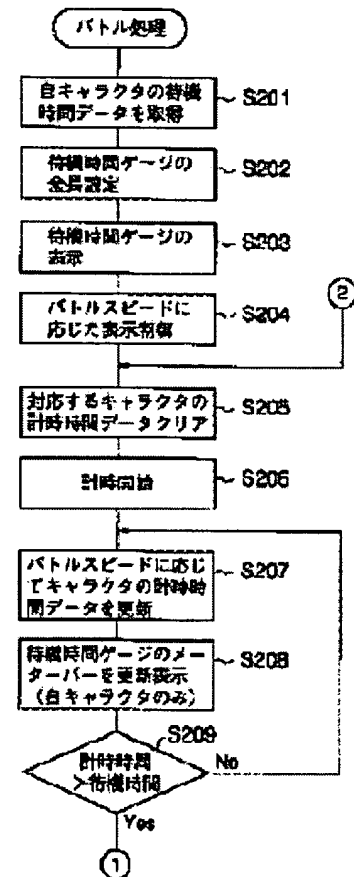 バトル処理
自キャラクタの待機
時間データを取得
S201
待機時間ゲージの
全長設定
S202
待機時間ゲージの
表示
S203
バトルスピードに
応じた表示制御
S204
2
対応するキャラクタの
計時時間データクリア
S205
計時開始
S206
バトルスピードに応じ
てキャラクタの計時時
間データを更新
S207
待機時間ゲージのメー
ターバーを更新表示
(自キャラクタのみ)
S208
S209
計時時間
>待機時間
No
Yes
1